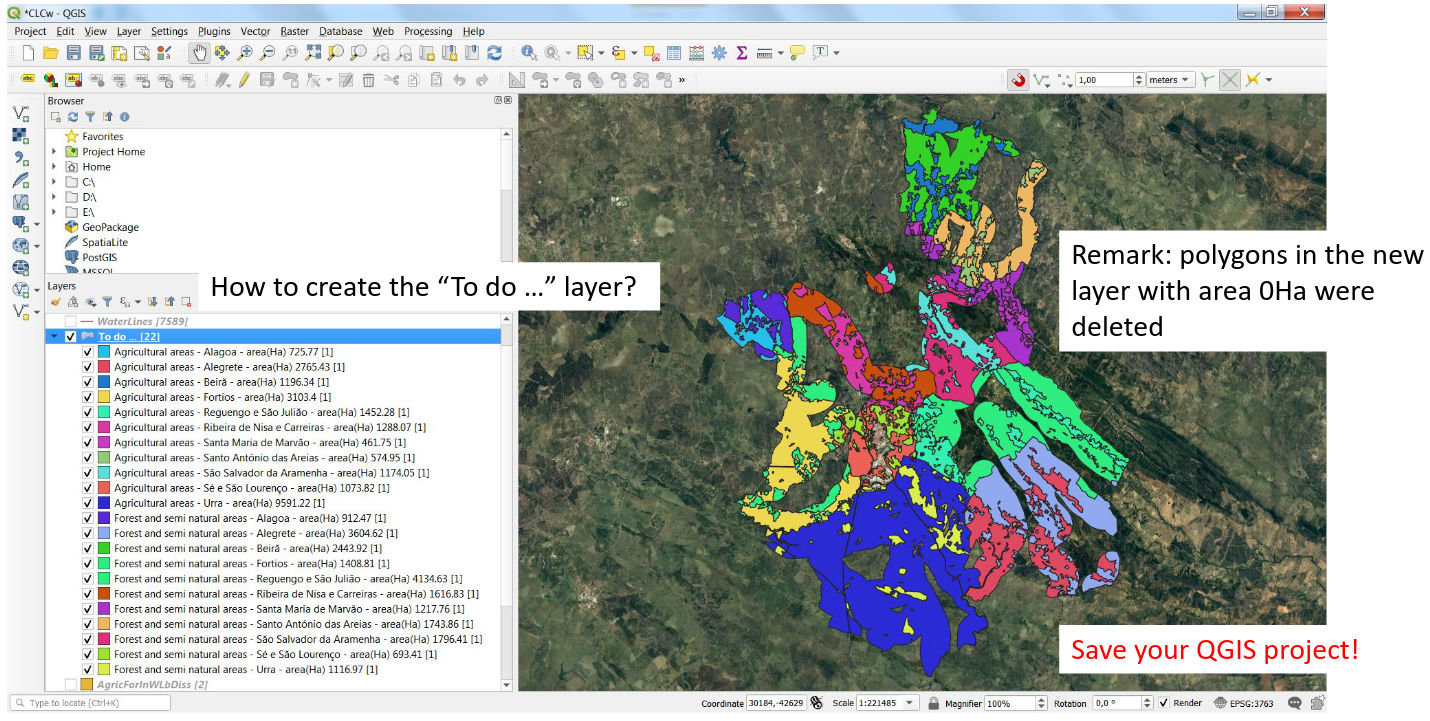 *CLCw - QGIS
Project Edit View Layer Settings Plugins Vector Raster Database Web Processing Help
1,00 meters
Browser
Favorites
Project Home
Home
C:\
D:\
E:\
GeoPackage
SpatiaLite
PostGIS
MSSQL
How to create the “To do …” layer?
Remark: polygons in the new
layer with area 0Ha were
deleted
Layers
WaterLines [7589]
To do ... [22]
Agricultural areas - Alagoa - area(Ha) 725.77 [1]
Agricultural areas - Alegrete - area(Ha) 2765.43 [1]
Agricultural areas - Beirã - area(Ha) 1196.34 [1]
Agricultural areas - Fortios - area(Ha) 3103.4 [1]
Agricultural areas - Reguengo e São Julião - area(Ha) 1452.28 [1]
Agricultural areas - Ribeira de Nisa e Carreiras - area(Ha) 1288.07 [1]
Agricultural areas - Santa Maria de Marvão - area(Ha) 461.75 [1]
Agricultural areas - Santo António das Areias - area(Ha) 574.95 [1]
Agricultural areas - São Salvador da Aramenha - area(Ha) 1174.05 [1]
Agricultural areas - Sé e São Lourenço - area(Ha) 1073.82 [1]
Agricultural areas - Urra - area(Ha) 9591.22 [1]
Forest and semi natural areas - Alagoa - area(Ha) 912.47 [1]
Forest and semi natural areas - Alegrete - area(Ha) 3604.62 [1]
Forest and semi natural areas - Beirã - area(Ha) 2443.92 [1]
Forest and semi natural areas - Fortios - area(Ha) 1408.81 [1]
Forest and semi natural areas - Reguengo e São Julião - area(Ha) 4134.63 [1]
Forest and semi natural areas - Ribeira de Nisa e Carreiras - area(Ha) 1616.83 [1]
Forest and semi natural areas - Santa Maria de Marvão - area(Ha) 1217.76 [1]
Forest and semi natural areas - Santo António das Areias - area(Ha) 1743.86 [1]
Forest and semi natural areas - São Salvador da Aramenha - area(Ha) 1796.41 [1]
Forest and semi natural areas - Sé e São Lourenço - area(Ha) 693.41 [1]
Forest and semi natural areas - Urra - area(Ha) 1116.97 [1]
AgricForInWLbDiss [2]
Save your QGIS project!
Type to locate (Ctrl+K) Coordinate 30184,-42629 Scale 1:221485 Magnifier 100% Rotation 0,0 ° Render EPSG:3763